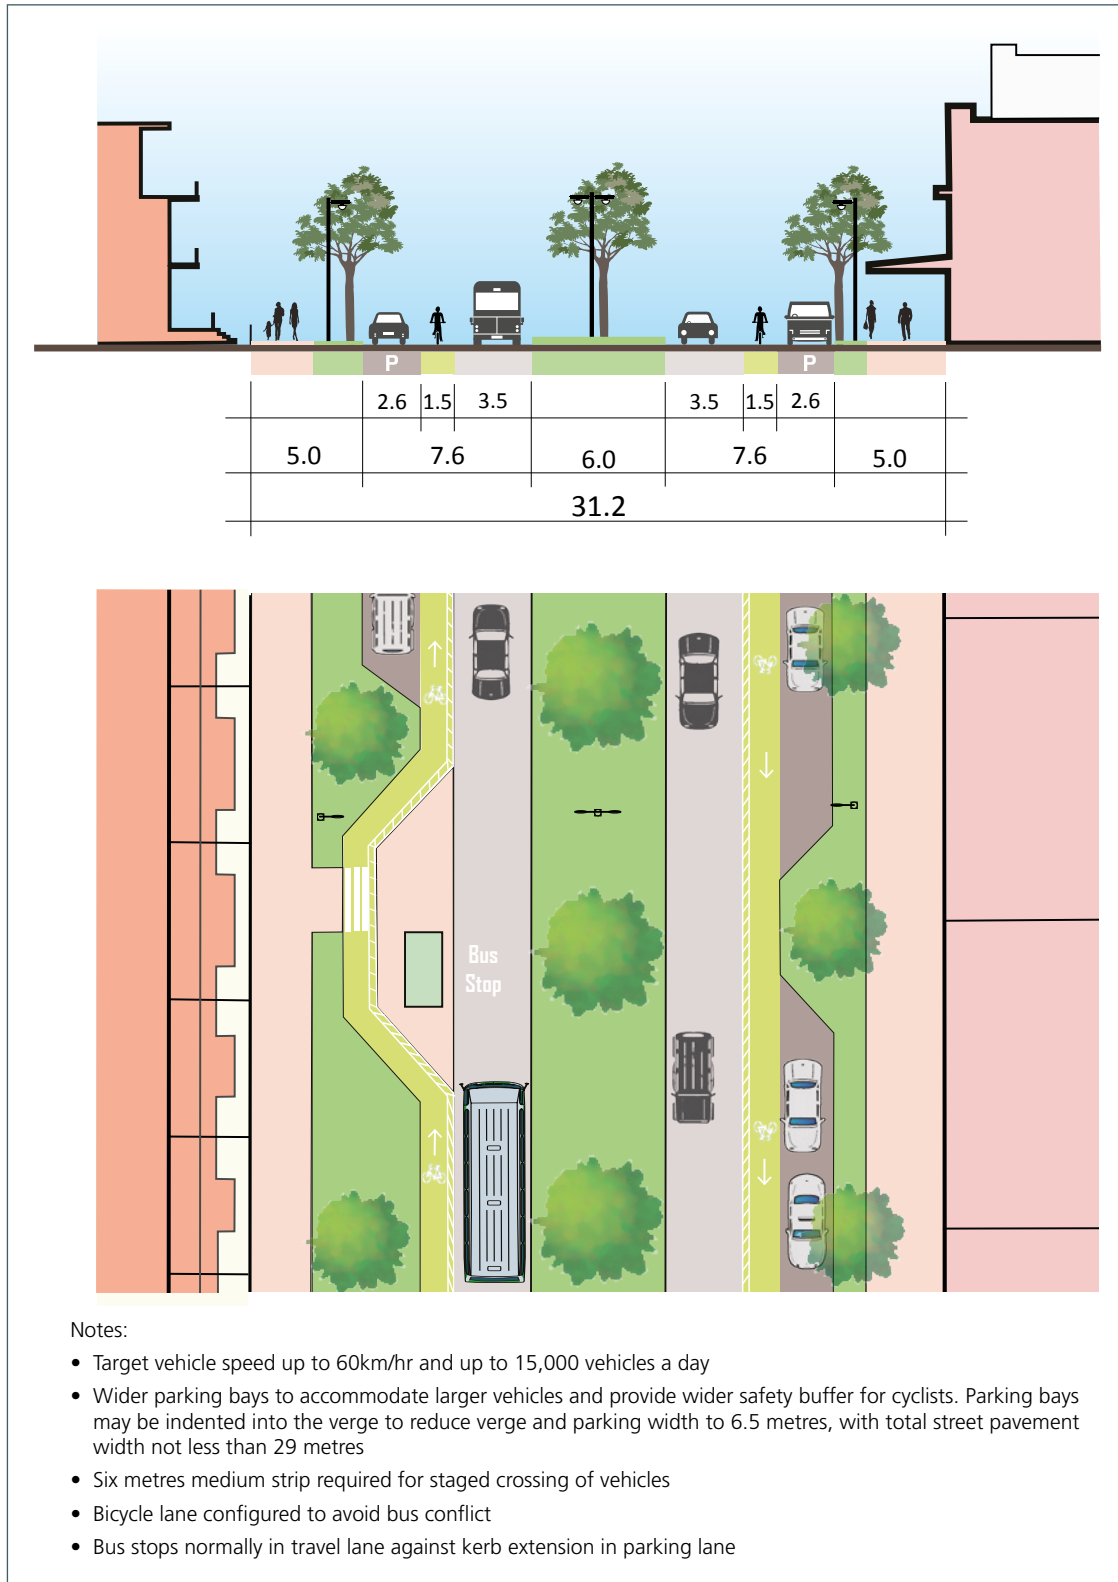 P
P
2.6 1.5 3.5 3.5 1.5 2.6
5.0 7.6 6.0 7.6 5.0
31.2
Bus
Stop
Notes:
• Target vehicle speed up to 60km/hr and up to 15,000 vehicles a day
• Wider parking bays to accommodate larger vehicles and provide wider safety buffer for cyclists. Parking bays
may be indented into the verge to reduce verge and parking width to 6.5 metres, with total street pavement
width not less than 29 metres
• Six metres medium strip required for staged crossing of vehicles
• Bicycle lane configured to avoid bus conflict
• Bus stops normally in travel lane against kerb extension in parking lane